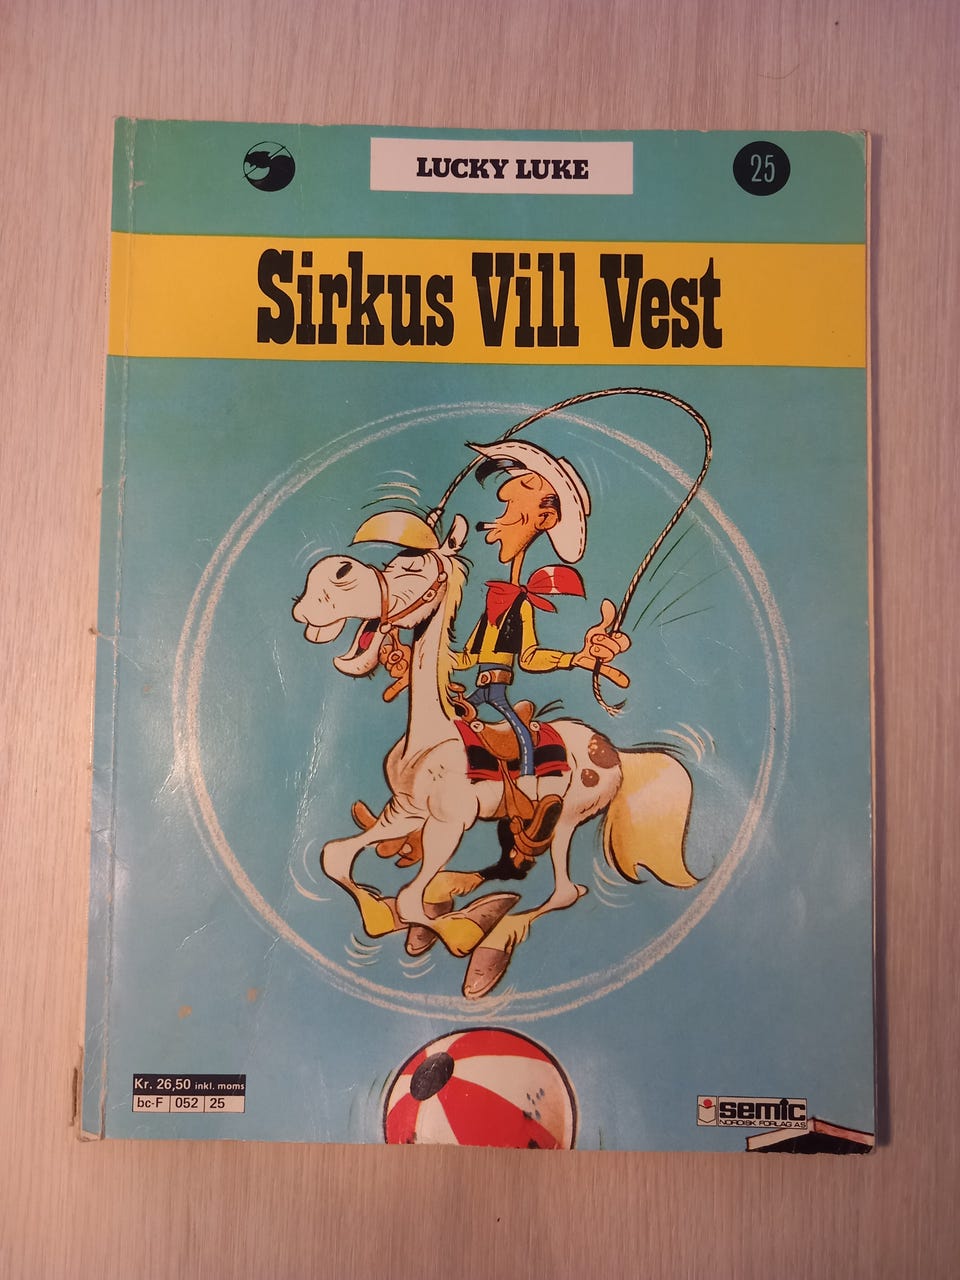 LUCKY LUKE
25
Sirkus Vill Vest
Kr. 26,50 inkl. moms
bc-F 052 25
semic
NORDISK FORLAG AS